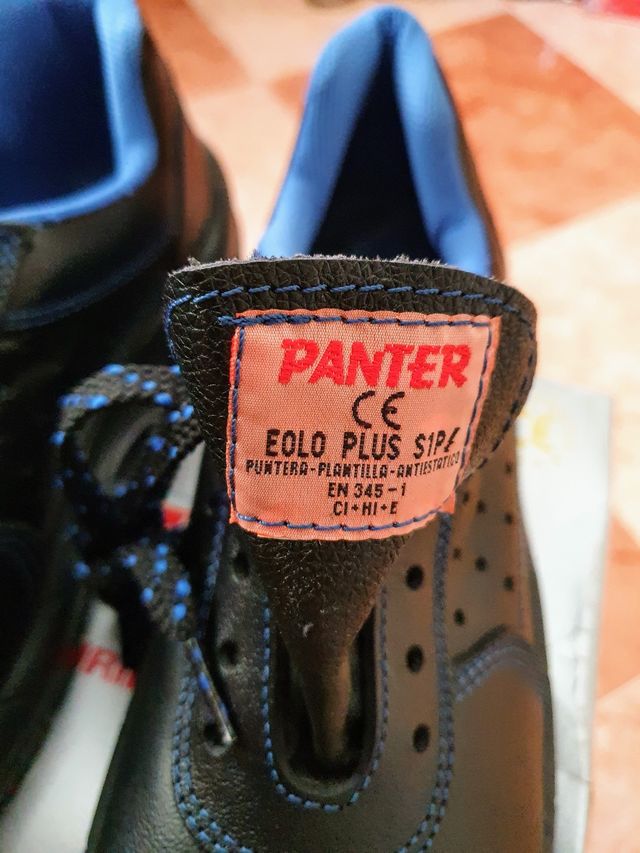 PANTER
CE
EOLO PLUS S1P
PUNTERA-PLANTILLA-ANTIESTATICO
EN 345-1
CI+HI+E